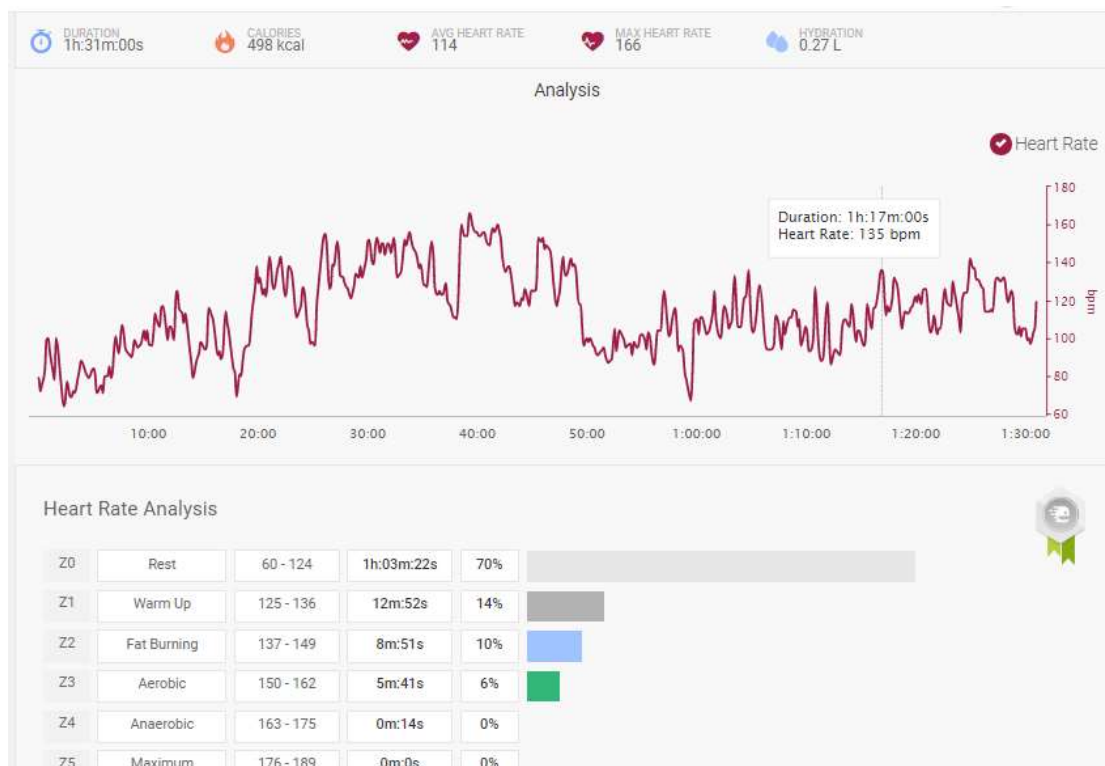 DURATION
1h:31m:00s
CALORIES
498 kcal
AVG HEART RATE
114
MAX HEART RATE
166
HYDRATION
0.27 L
Analysis
Heart Rate
180
160
140
120
100
80
60
bpm
Duration: 1h:17m:00s
Heart Rate: 135 bpm
10:00 20:00 30:00 40:00 50:00 1:00:00 1:10:00 1:20:00 1:30:00
Heart Rate Analysis
Z0 Rest 60 - 124 1h:03m:22s 70%
Z1 Warm Up 125 - 136 12m:52s 14%
Z2 Fat Burning 137 - 149 8m:51s 10%
Z3 Aerobic 150 - 162 5m:41s 6%
Z4 Anaerobic 163 - 175 0m:14s 0%
Z5 Maximum 176 - 189 0m:0s 0%